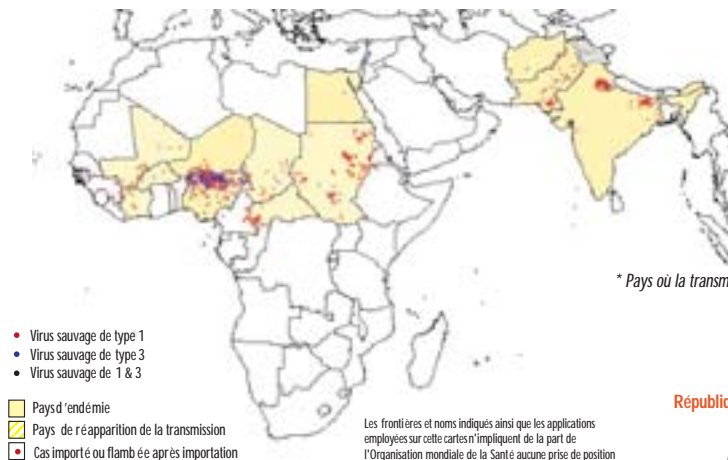 * Pays où la transm
• Virus sauvage de type 1
• Virus sauvage de type 3
• Virus sauvage de 1 & 3
Pays d'endémie
Pays de réapparition de la transmission
Cas importé ou flambée après importation
Républiq
Les frontières et noms indiqués ainsi que les applications
employées sur cette cartes n'impliquent de la part de
l'Organisation mondiale de la Santé aucune prise de position